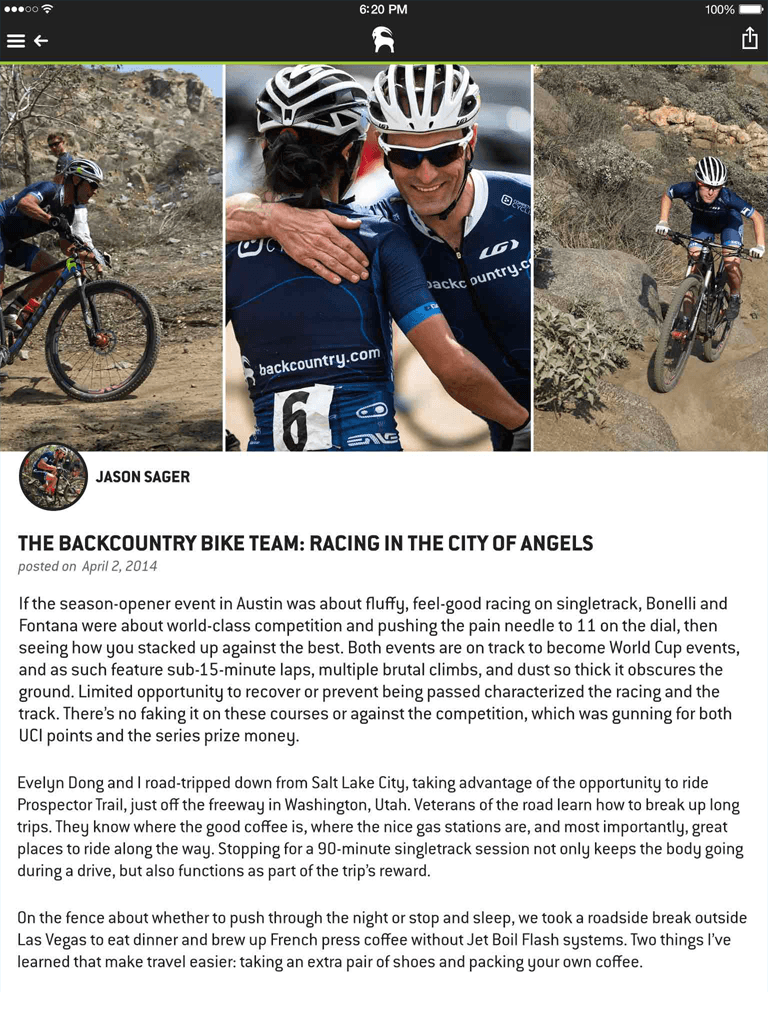 6:20 PM
100%
LG
backcountry.c
backcountry.com
6
JASON SAGER
THE BACKCOUNTRY BIKE TEAM: RACING IN THE CITY OF ANGELS
posted on April 2, 2014
If the season-opener event in Austin was about fluffy, feel-good racing on singletrack, Bonelli and
Fontana were about world-class competition and pushing the pain needle to 11 on the dial, then
seeing how you stacked up against the best. Both events are on track to become World Cup events,
and as such feature sub-15-minute laps, multiple brutal climbs, and dust so thick it obscures the
ground. Limited opportunity to recover or prevent being passed characterized the racing and the
track. There's no faking it on these courses or against the competition, which was gunning for both
UCI points and the series prize money.
Evelyn Dong and I road-tripped down from Salt Lake City, taking advantage of the opportunity to ride
Prospector Trail, just off the freeway in Washington, Utah. Veterans of the road learn how to break up long
trips. They know where the good coffee is, where the nice gas stations are, and most importantly, great
places to ride along the way. Stopping for a 90-minute singletrack session not only keeps the body going
during a drive, but also functions as part of the trip's reward.
On the fence about whether to push through the night or stop and sleep, we took a roadside break outside
Las Vegas to eat dinner and brew up French press coffee without Jet Boil Flash systems. Two things I've
learned that make travel easier: taking an extra pair of shoes and packing your own coffee.